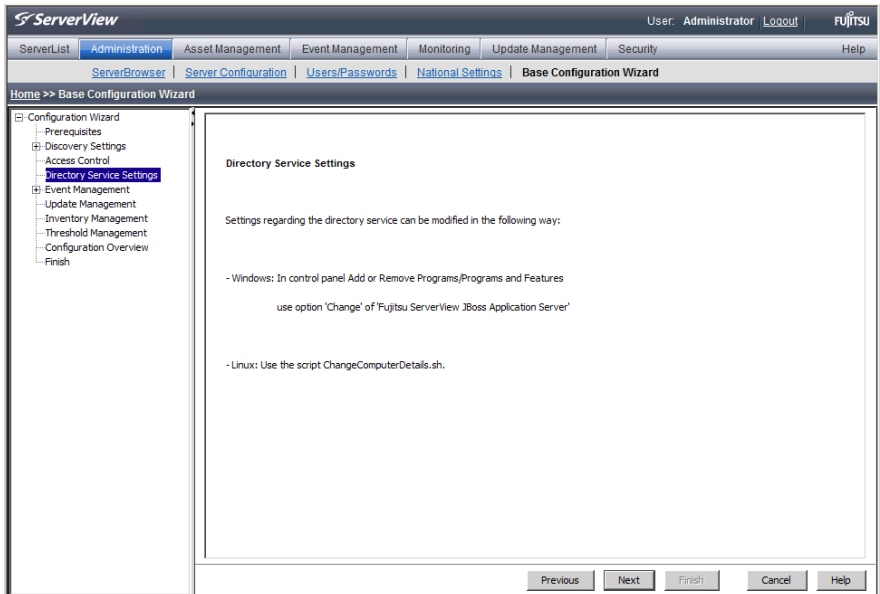 ServerView
User: Administrator Logout
FUJITSU
ServerList Administration Asset Management Event Management Monitoring Update Management Security Help
ServerBrowser | Server Configuration | Users/Passwords | National Settings | Base Configuration Wizard
Home >> Base Configuration Wizard
Configuration Wizard
Prerequisites
Discovery Settings
Access Control
Directory Service Settings
Event Management
Update Management
Inventory Management
Threshold Management
Configuration Overview
Finish
Directory Service Settings
Settings regarding the directory service can be modified in the following way:
- Windows: In control panel Add or Remove Programs/Programs and Features
use option 'Change' of 'Fujitsu ServerView JBoss Application Server'
- Linux: Use the script ChangeComputerDetails.sh.
Previous Next Finish Cancel Help